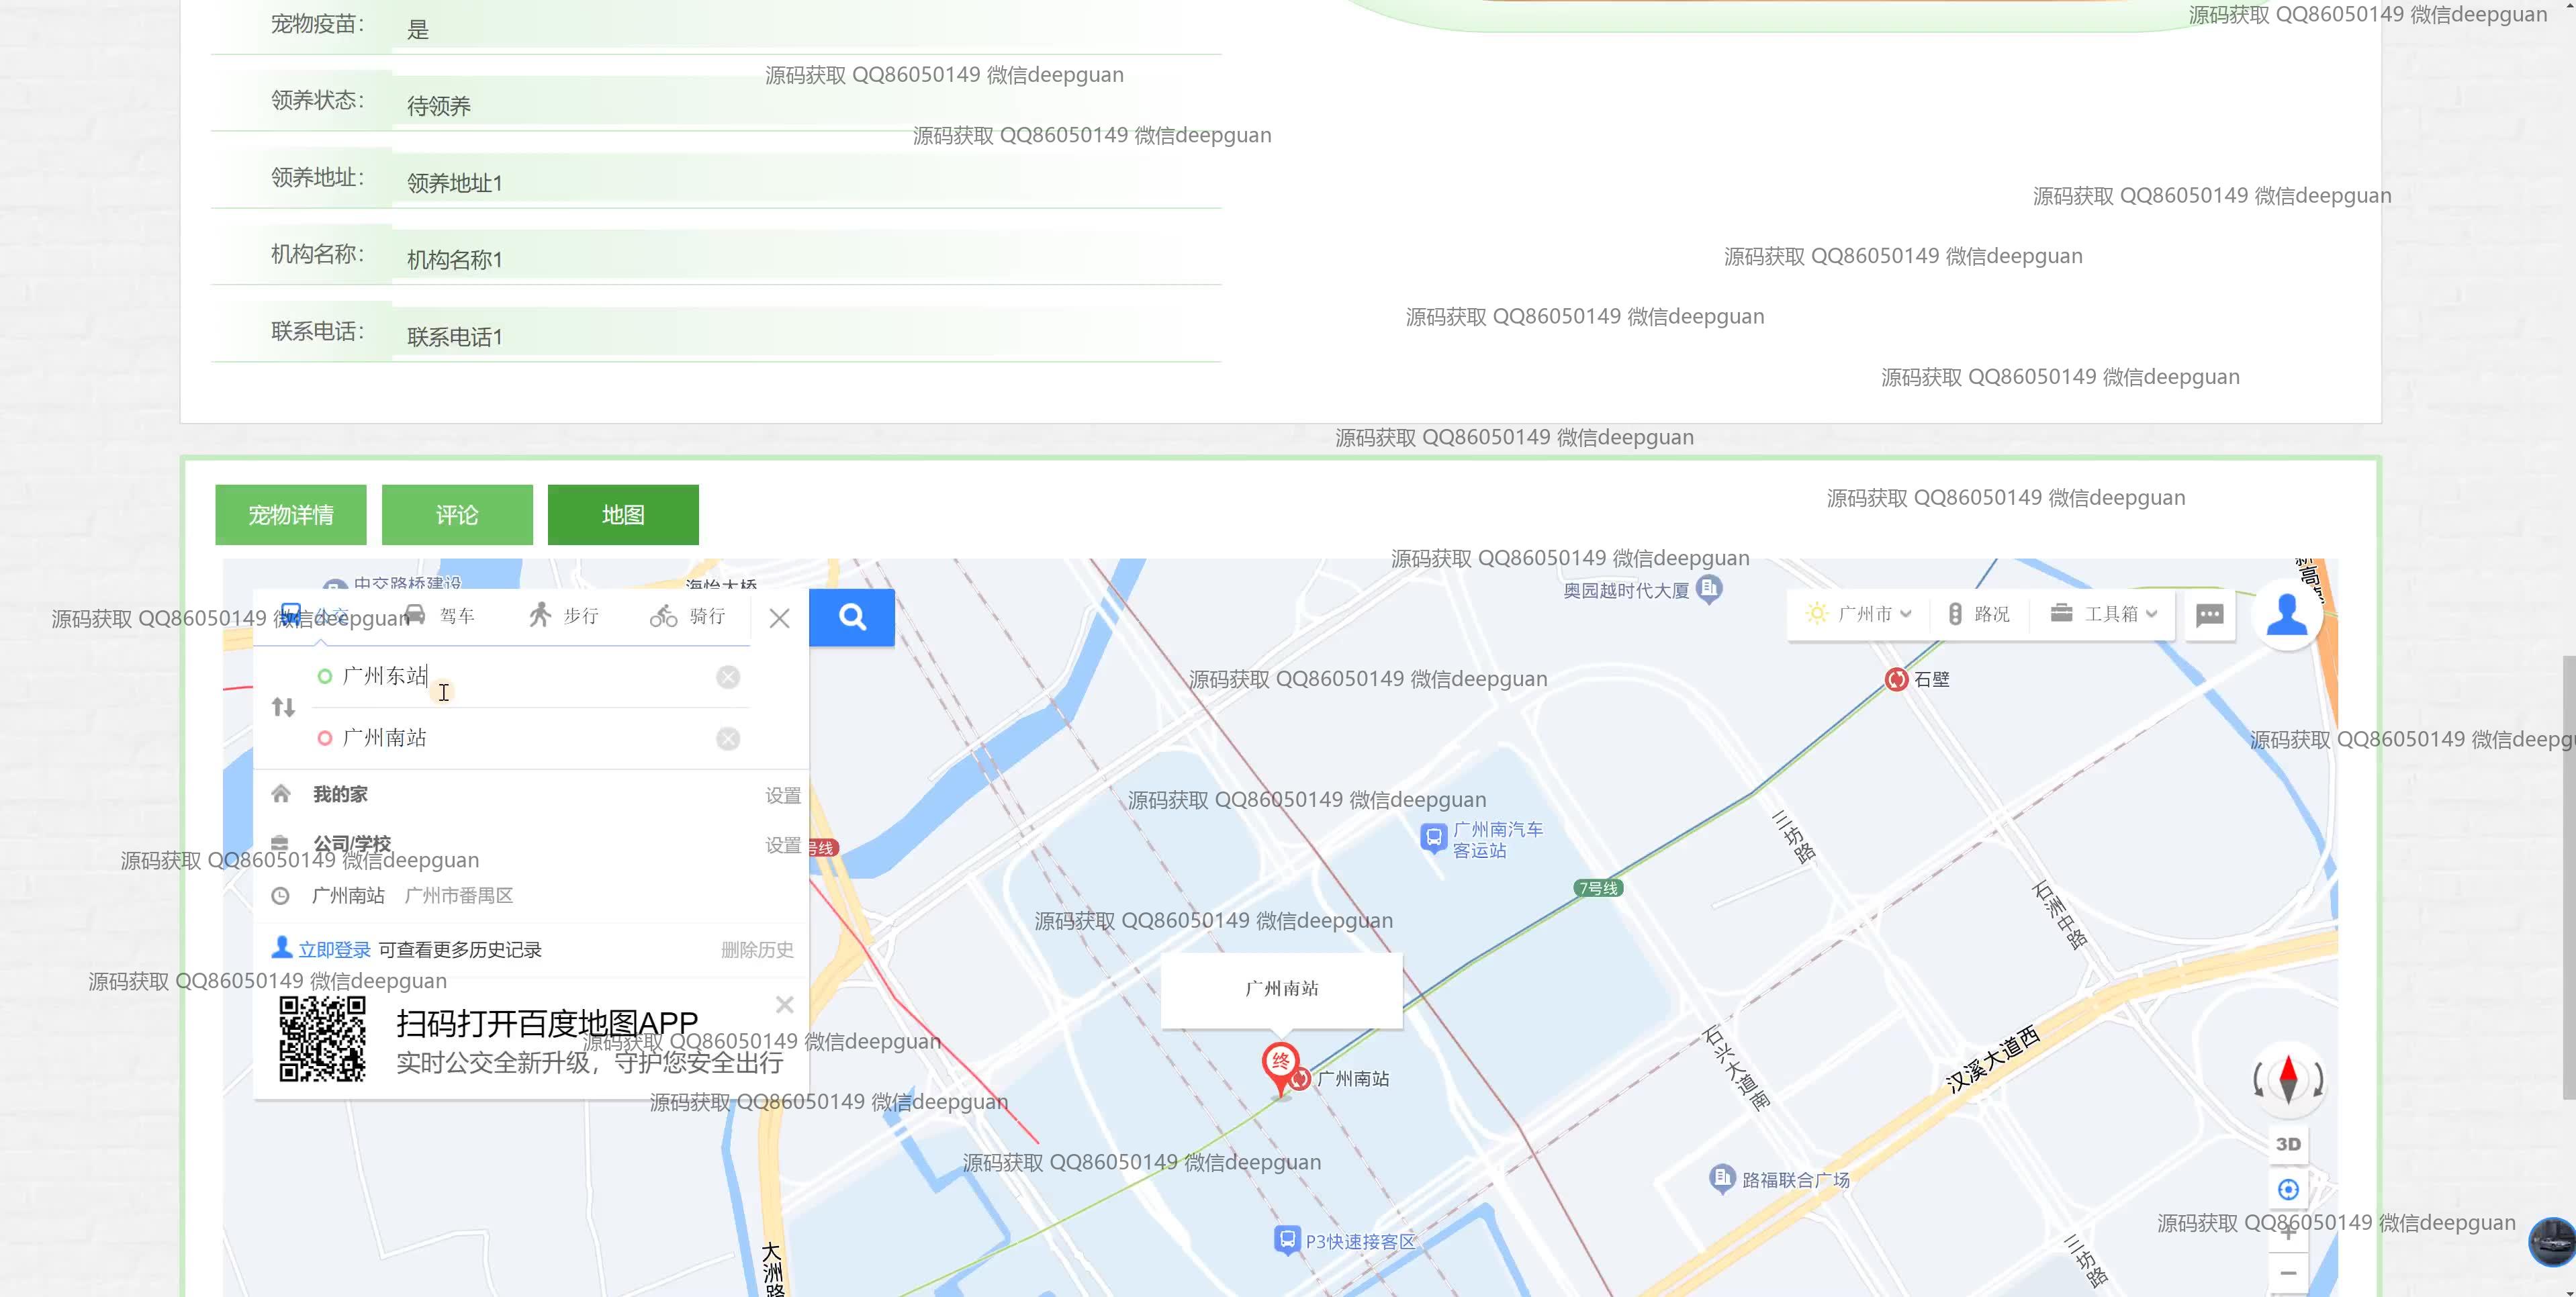 宠物疫苗：
是
源码获取 QQ86050149 微信deepguan
源码获取 QQ86050149 微信deepguan
领养状态：
待领养
源码获取 QQ86050149 微信deepguan
领养地址：
领养地址1
源码获取 QQ86050149 微信deepguan
机构名称：
机构名称1
源码获取 QQ86050149 微信deepguan
联系电话：
联系电话1
源码获取 QQ86050149 微信deepguan
源码获取 QQ86050149 微信deepguan
源码获取 QQ86050149 微信deepguan
宠物详情
评论
地图
源码获取 QQ86050149 微信deepguan
源码获取 QQ86050149 微信deepguan
中交路桥建设
海怡大桥
奥园越时代大厦
源码获取 QQ86050149 微信deepguan
公交
驾车
步行
骑行
广州市
路况
工具箱
广州东站
源码获取 QQ86050149 微信deepguan
石壁
广州南站
源码获取 QQ86050149 微信deepg
我的家
设置
源码获取 QQ86050149 微信deepguan
公司/学校
设置
号线
广州南汽车
客运站
三坊路
源码获取 QQ86050149 微信deepguan
广州南站 广州市番禺区
7号线
石洲中路
源码获取 QQ86050149 微信deepguan
立即登录 可查看更多历史记录
删除历史
源码获取 QQ86050149 微信deepguan
广州南站
扫码打开百度地图APP
源码获取 QQ86050149 微信deepguan
实时公交全新升级，守护您安全出行
终
广州南站
石兴大道南
汉溪大道西
源码获取 QQ86050149 微信deepguan
3D
源码获取 QQ86050149 微信deepguan
路福联合广场
源码获取 QQ86050149 微信deepguan
P3快速接客区
大洲路
三坊路